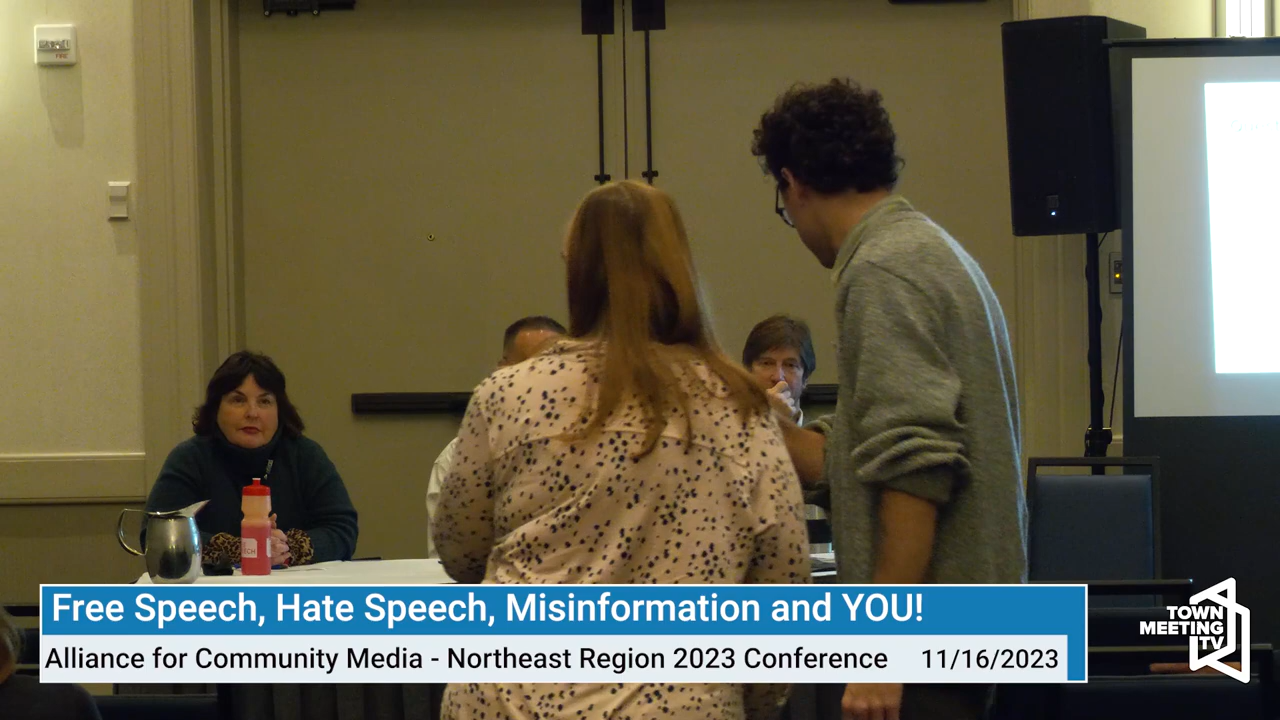 FIRE
Free Speech, Hate Speech, Misinformation and YOU!
Alliance for Community Media - Northeast Region 2023 Conference 11/16/2023
TOWN
MEETING
TV